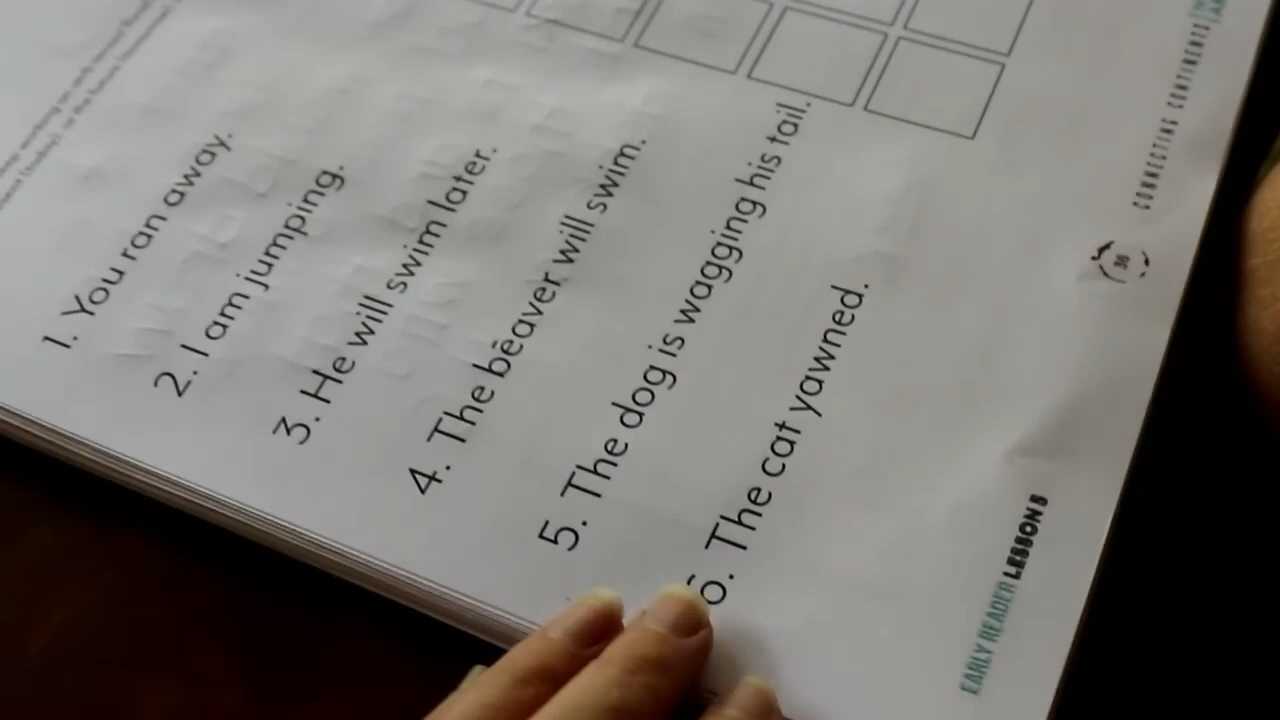 1. You ran away.
2. I am jumping.
3. He will swim later.
4. The bēaver will swim.
5. The dog is wagging his tail.
6. The cat yawned.
EARLY READER LESSON 5
36
CONNECTING CONTINENTS